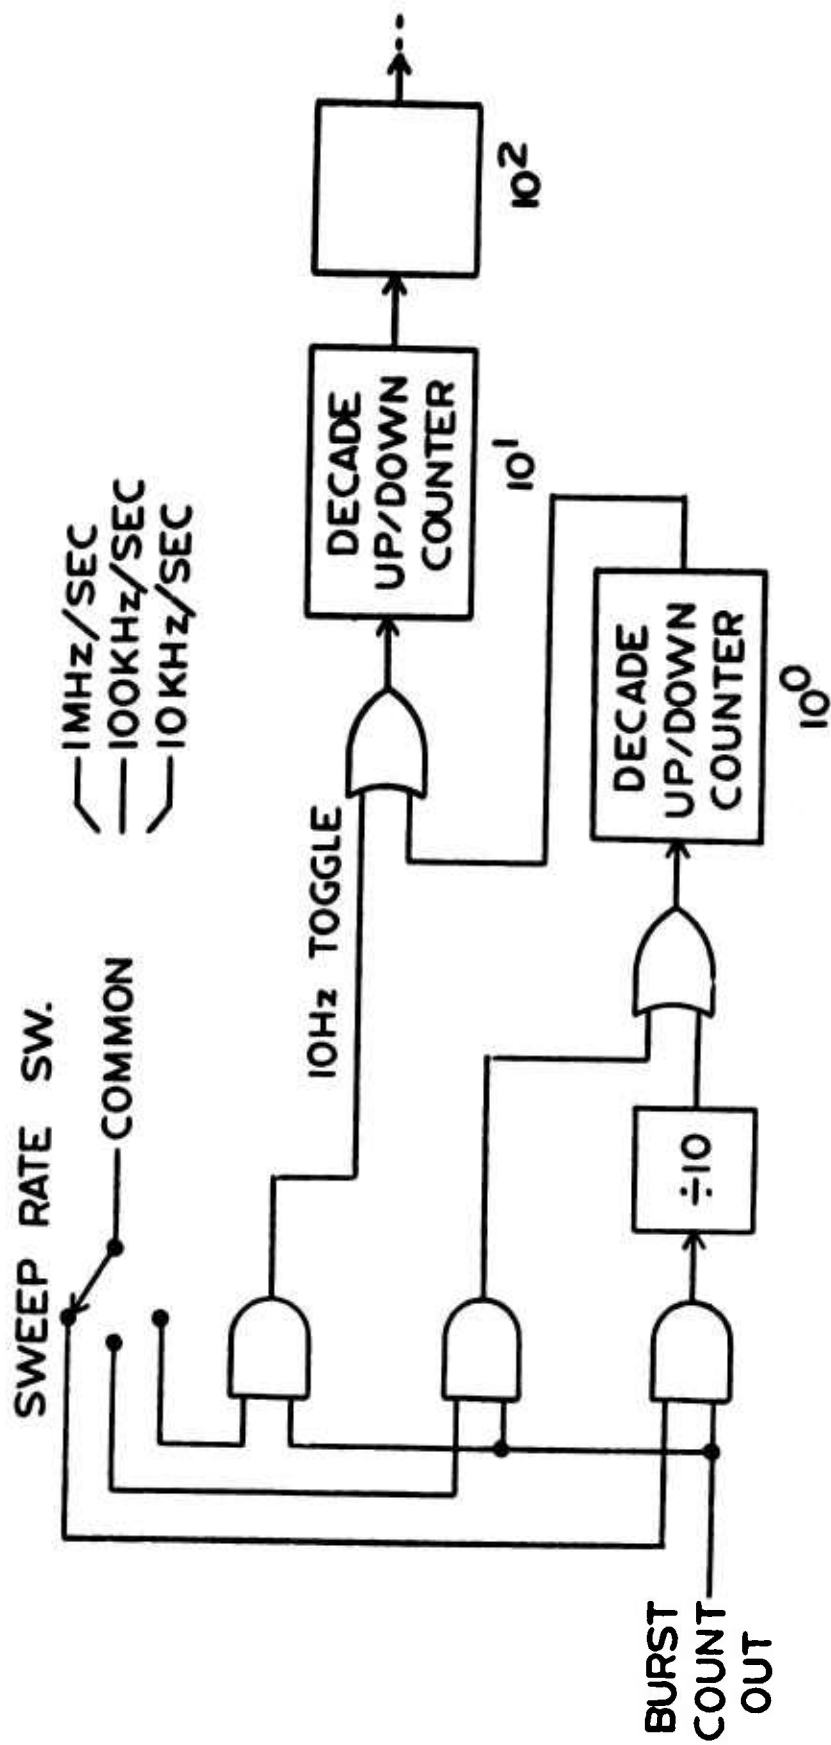 SWEEP RATE SW.
COMMON
1MHz/SEC
100KHz/SEC
10KHz/SEC
10Hz TOGGLE
DECADE
UP/DOWN
COUNTER
10¹
10²
BURST
COUNT
OUT
÷10
DECADE
UP/DOWN
COUNTER
10⁰